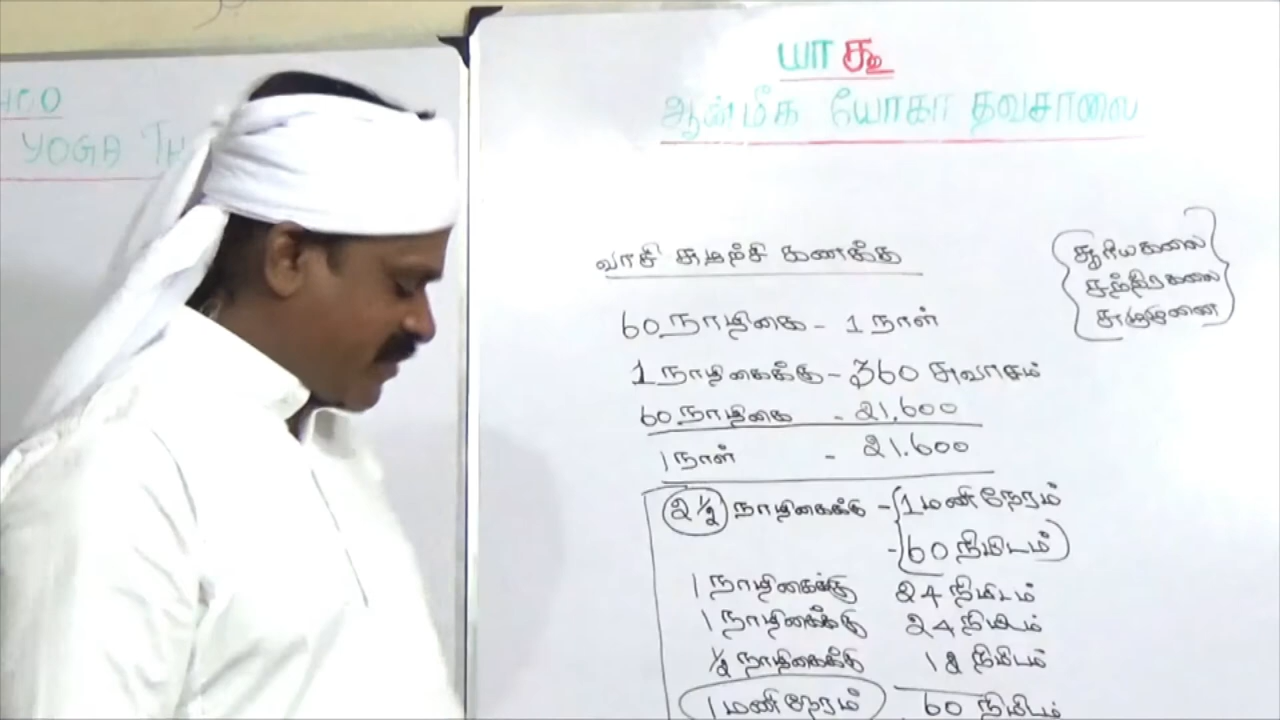 YOGA
யாகூ
ஆன்மீக யோகா தவசாலை
வாசி சுழற்சி கணக்கு
சூரியகலை
சந்திரகலை
சுழுமுனை
60 நாழிகை - 1 நாள்
1 நாழிகைக்கு - 360 சுவாசம்
60 நாழிகை - 21,600
1 நாள் - 21.600
2 ½ நாழிகைக்கு - 1 மணி நேரம்
- 60 நிமிடம்
1 நாழிகைக்கு 24 நிமிடம்
1 நாழிகைக்கு 24 நிமிடம்
½ நாழிகைக்கு 12 நிமிடம்
1 மணி நேரம் 60 நிமிடம்